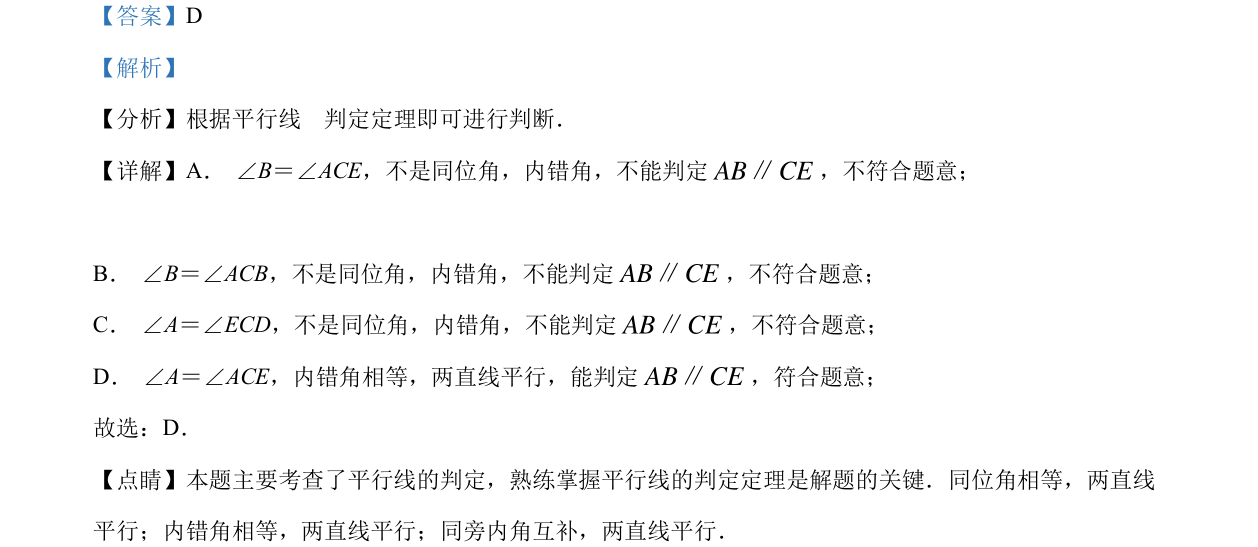 【答案】D
【解析】
【分析】根据平行线 判定定理即可进行判断．
【详解】A． ∠B＝∠ACE，不是同位角，内错角，不能判定 AB∥CE，不符合题意；
B． ∠B＝∠ACB，不是同位角，内错角，不能判定 AB∥CE，不符合题意；
C． ∠A＝∠ECD，不是同位角，内错角，不能判定 AB∥CE，不符合题意；
D． ∠A＝∠ACE，内错角相等，两直线平行，能判定 AB∥CE，符合题意；
故选：D．
【点睛】本题主要考查了平行线的判定，熟练掌握平行线的判定定理是解题的关键．同位角相等，两直线
平行；内错角相等，两直线平行；同旁内角互补，两直线平行．